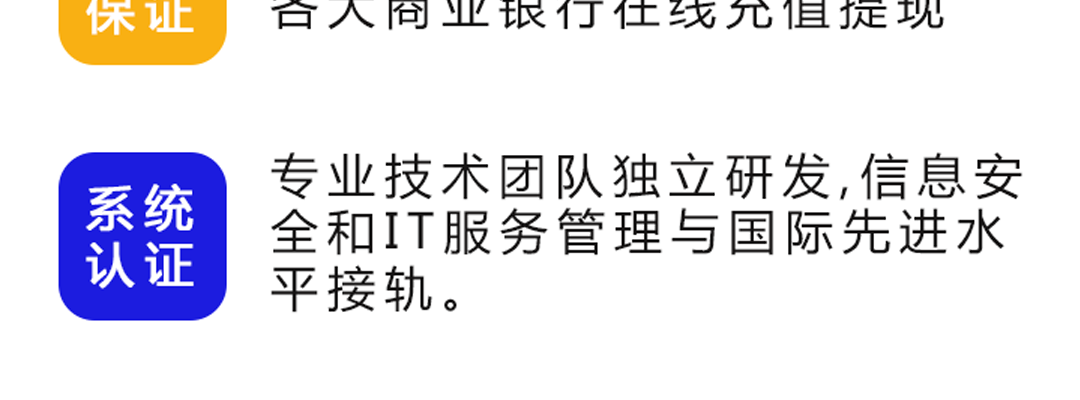 保证
各大商业银行在线充值提现
系统
认证
专业技术团队独立研发,信息安
全和IT服务管理与国际先进水
平接轨。